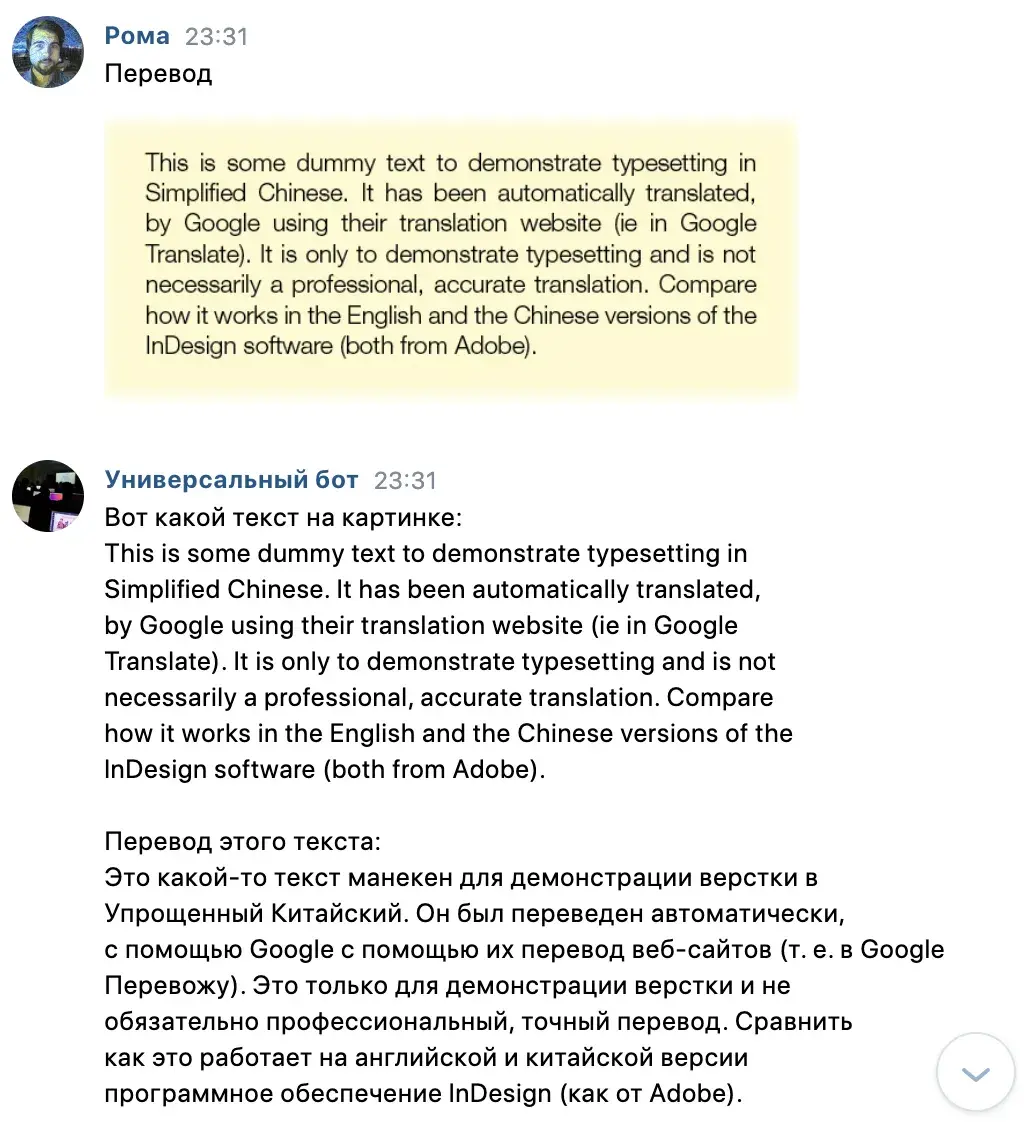 Рома 23:31
Перевод
This is some dummy text to demonstrate typesetting in
Simplified Chinese. It has been automatically translated,
by Google using their translation website (ie in Google
Translate). It is only to demonstrate typesetting and is not
necessarily a professional, accurate translation. Compare
how it works in the English and the Chinese versions of the
InDesign software (both from Adobe).
Универсальный бот 23:31
Вот какой текст на картинке:
This is some dummy text to demonstrate typesetting in
Simplified Chinese. It has been automatically translated,
by Google using their translation website (ie in Google
Translate). It is only to demonstrate typesetting and is not
necessarily a professional, accurate translation. Compare
how it works in the English and the Chinese versions of the
InDesign software (both from Adobe).
Перевод этого текста:
Это какой-то текст манекен для демонстрации верстки в
Упрощенный Китайский. Он был переведен автоматически,
с помощью Google с помощью их перевод веб-сайтов (т. е. в Google
Перевожу). Это только для демонстрации верстки и не
обязательно профессиональный, точный перевод. Сравнить
как это работает на английской и китайской версии
программное обеспечение InDesign (как от Adobe).